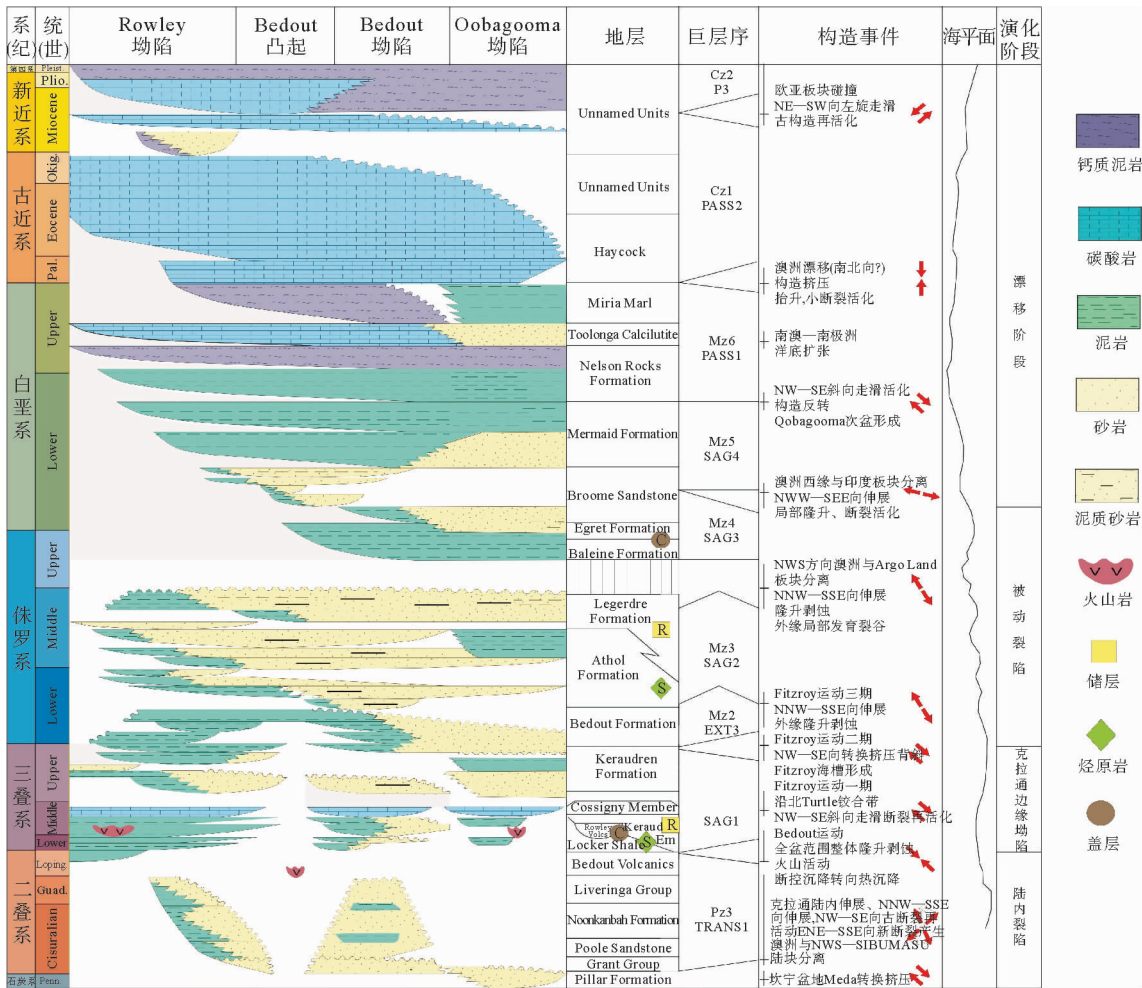 系
(纪)
统
(世)
Rowley
坳陷
Bedout
凸起
Bedout
坳陷
Oobagooma
坳陷
地层
巨层序
构造事件
海平面
演化
阶段
第四系
新近系
古近系
白垩系
侏罗系
三叠系
二叠系
石炭系
Pleist.
Plio.
Miocene
Okig.
Eocene
Pal.
Upper
Lower
Upper
Middle
Lower
Upper
Middle
Lower
Loping.
Guad.
Cisuralian
Penn.
Unnamed Units
Unnamed Units
Haycock
Miria Marl
Toolonga Calcilutite
Nelson Rocks
Formation
Mermaid Formation
Broome Sandstone
Egret Formation
C
Baleine Formation
Legerdre
Formation
R
Athol
Formation
S
Bedout Formation
Keraudren
Formation
Cossigny Member
Rowley
Volcs
C
Keraud
R
Em
Locker Shale
S
Bedout Volcanics
Liveringa Group
Noonkanbah Formation
Poole Sandstone
Grant Group
Pillar Formation
Cz2
P3
Cz1
PASS2
Mz6
PASS1
Mz5
SAG4
Mz4
SAG3
Mz3
SAG2
Mz2
EXT3
SAG1
Pz3
TRANS1
欧亚板块碰撞
NE—SW向左旋走滑
古构造再活化
澳洲漂移(南北向?)
构造挤压
抬升,小断裂活化
南澳—南极洲
洋底扩张
NW—SE斜向走滑活化
构造反转
Qobagooma次盆形成
澳洲西缘与印度板块分离
NWW—SEE向伸展
局部隆升、断裂活化
NWS方向澳洲与Argo Land
板块分离
NNW—SSE向伸展
隆升剥蚀
外缘局部发育裂谷
Fitzroy运动三期
NNW—SSE向伸展
外缘隆升剥蚀
Fitzroy运动二期
NW—SE向转换挤压背斜
Fitzroy海槽形成
Fitzroy运动一期
沿北Turtle铰合带
NW—SE斜向走滑断裂再活化
Bedout运动
全盆范围整体隆升剥蚀
火山活动
断控沉降转向热沉降
克拉通陆内伸展、NNW—SSE
向伸展,NW—SE向古断裂再
活动ENE—SSE向新断裂产生
澳洲与NWS—SIBUMASU
陆块分离
坎宁盆地Meda转换挤压
漂移阶段
被动裂陷
克拉通边缘坳陷
陆内裂陷
钙质泥岩
碳酸岩
泥岩
砂岩
泥质砂岩
火山岩
储层
烃原岩
盖层